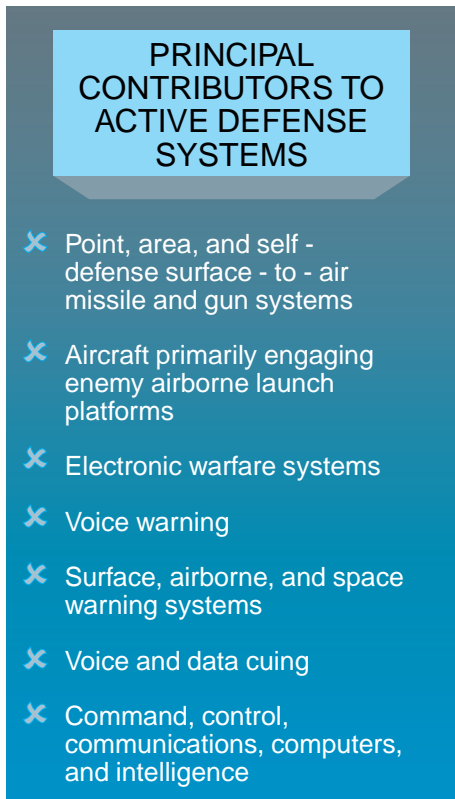 PRINCIPAL
CONTRIBUTORS TO
ACTIVE DEFENSE
SYSTEMS
Point, area, and self -
defense surface - to - air
missile and gun systems
Aircraft primarily engaging
enemy airborne launch
platforms
Electronic warfare systems
Voice warning
Surface, airborne, and space
warning systems
Voice and data cuing
Command, control,
communications, computers,
and intelligence